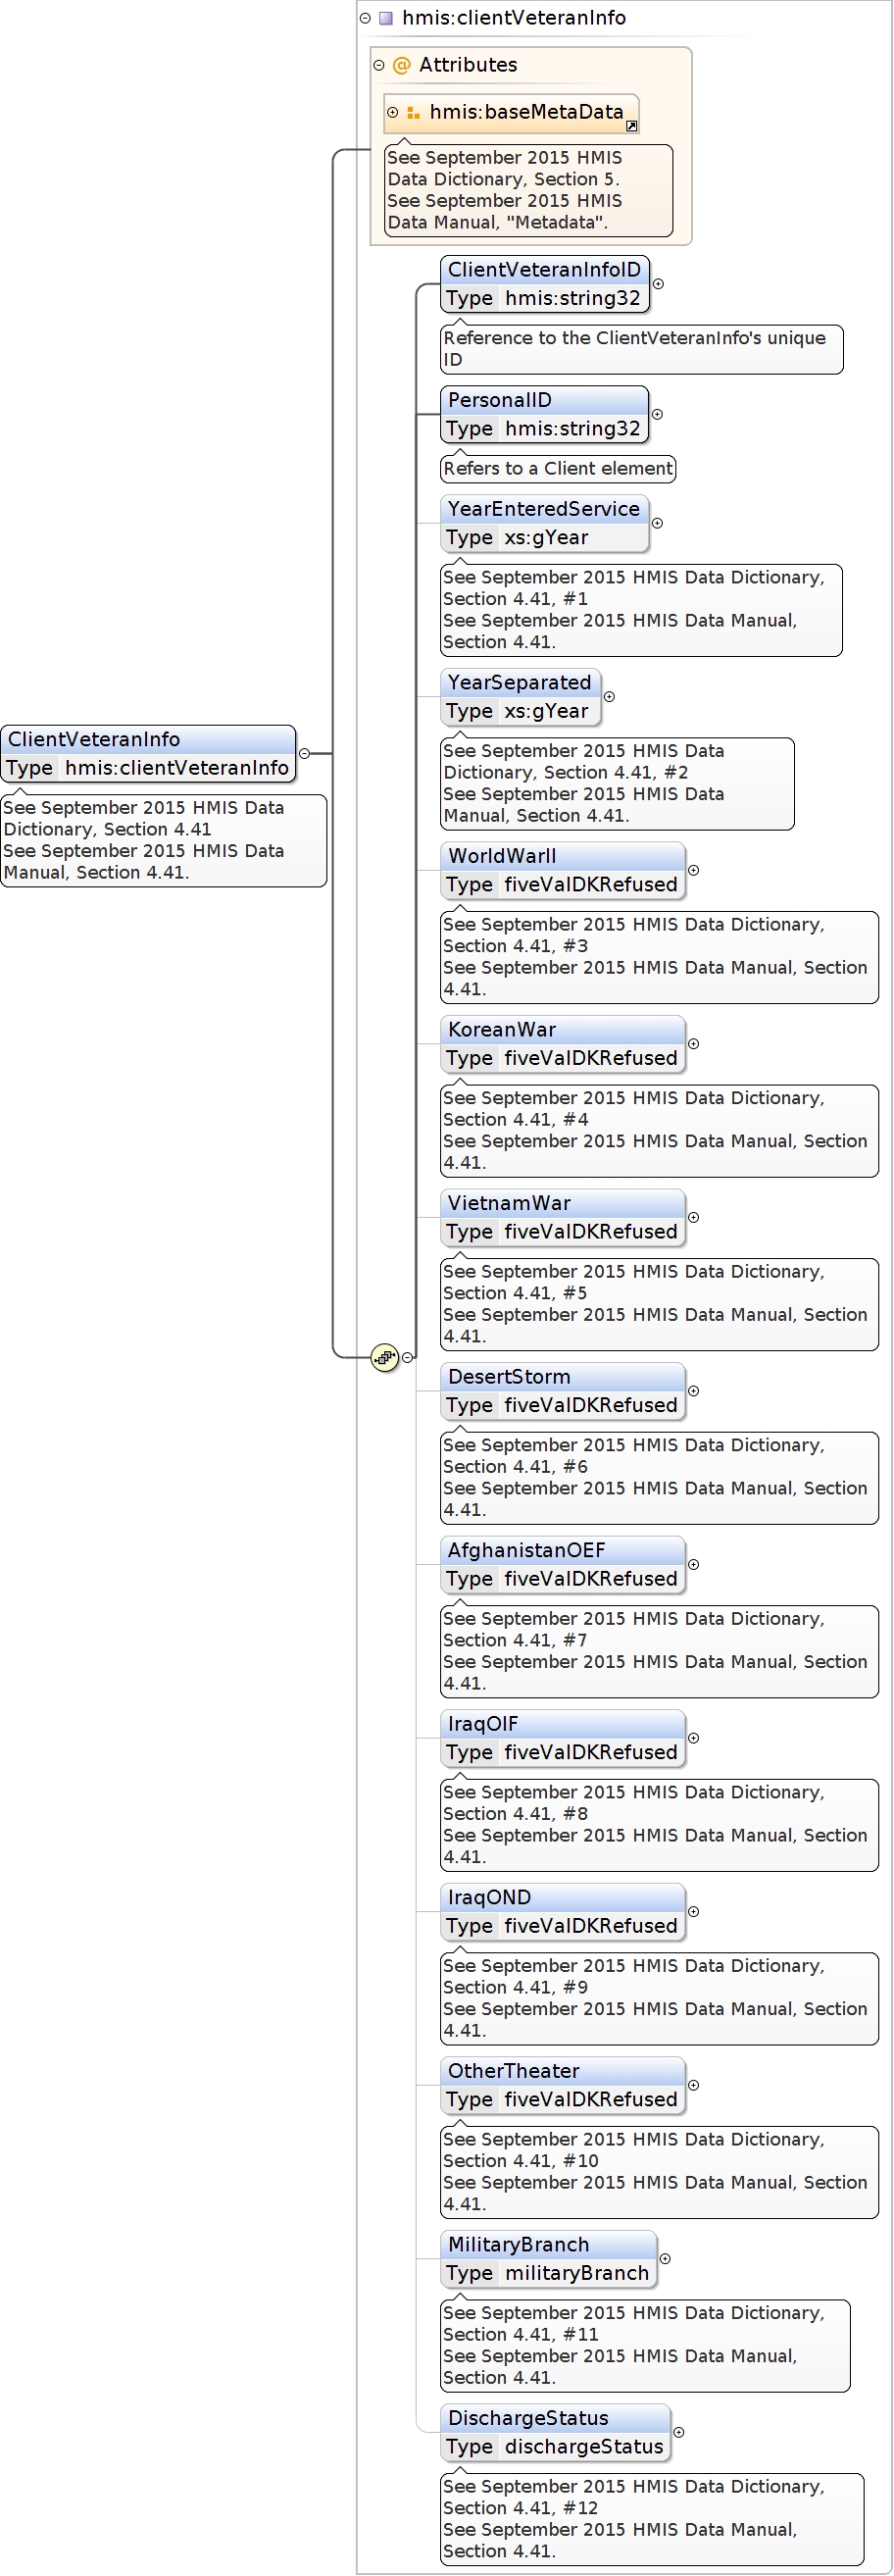 hmis:clientVeteranInfo
Attributes
hmis:baseMetaData
See September 2015 HMIS
Data Dictionary, Section 5.
See September 2015 HMIS
Data Manual, "Metadata".
ClientVeteranInfoID
Type hmis:string32
Reference to the ClientVeteranInfo's unique
ID
PersonalID
Type hmis:string32
Refers to a Client element
YearEnteredService
Type xs:gYear
See September 2015 HMIS Data Dictionary,
Section 4.41, #1
See September 2015 HMIS Data Manual,
Section 4.41.
YearSeparated
Type xs:gYear
See September 2015 HMIS Data
Dictionary, Section 4.41, #2
See September 2015 HMIS Data
Manual, Section 4.41.
ClientVeteranInfo
Type hmis:clientVeteranInfo
See September 2015 HMIS Data
Dictionary, Section 4.41
See September 2015 HMIS Data
Manual, Section 4.41.
WorldWarII
Type fiveValDKRefused
See September 2015 HMIS Data Dictionary,
Section 4.41, #3
See September 2015 HMIS Data Manual, Section
4.41.
KoreanWar
Type fiveValDKRefused
See September 2015 HMIS Data Dictionary,
Section 4.41, #4
See September 2015 HMIS Data Manual, Section
4.41.
VietnamWar
Type fiveValDKRefused
See September 2015 HMIS Data Dictionary,
Section 4.41, #5
See September 2015 HMIS Data Manual, Section
4.41.
DesertStorm
Type fiveValDKRefused
See September 2015 HMIS Data Dictionary,
Section 4.41, #6
See September 2015 HMIS Data Manual, Section
4.41.
AfghanistanOEF
Type fiveValDKRefused
See September 2015 HMIS Data Dictionary,
Section 4.41, #7
See September 2015 HMIS Data Manual, Section
4.41.
IraqOIF
Type fiveValDKRefused
See September 2015 HMIS Data Dictionary,
Section 4.41, #8
See September 2015 HMIS Data Manual, Section
4.41.
IraqOND
Type fiveValDKRefused
See September 2015 HMIS Data Dictionary,
Section 4.41, #9
See September 2015 HMIS Data Manual, Section
4.41.
OtherTheater
Type fiveValDKRefused
See September 2015 HMIS Data Dictionary,
Section 4.41, #10
See September 2015 HMIS Data Manual, Section
4.41.
MilitaryBranch
Type militaryBranch
See September 2015 HMIS Data Dictionary,
Section 4.41, #11
See September 2015 HMIS Data Manual,
Section 4.41.
DischargeStatus
Type dischargeStatus
See September 2015 HMIS Data Dictionary,
Section 4.41, #12
See September 2015 HMIS Data Manual,
Section 4.41.